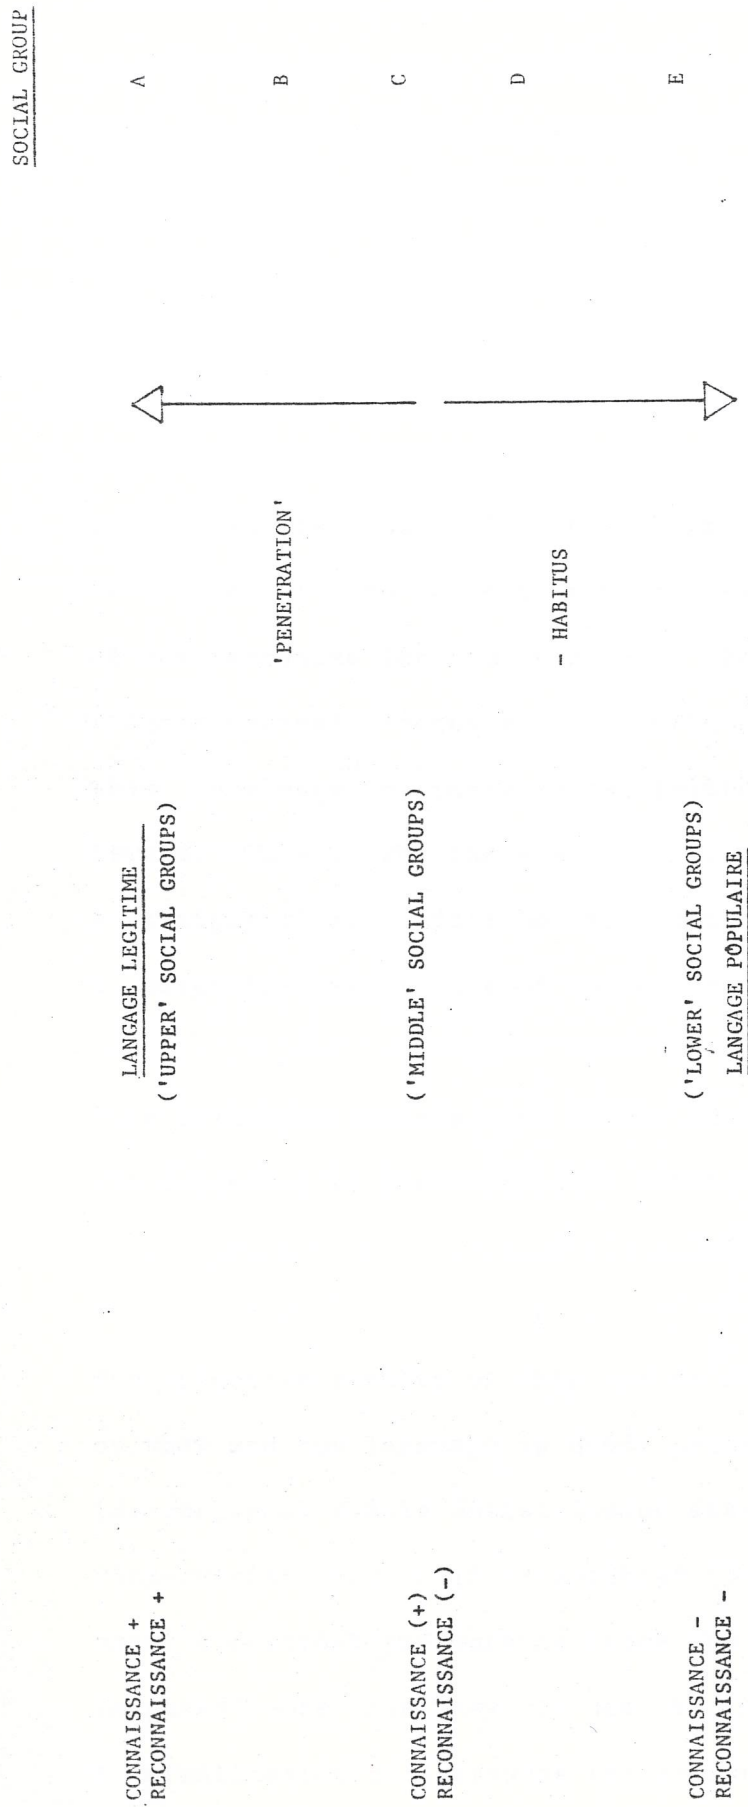 SOCIAL GROUP
CONNAISSANCE +
RECONNAISSANCE +
LANGAGE LEGITIME
('UPPER' SOCIAL GROUPS)
A
'PENETRATION'
B
CONNAISSANCE (+)
RECONNAISSANCE (-)
('MIDDLE' SOCIAL GROUPS)
C
- HABITUS
D
CONNAISSANCE -
RECONNAISSANCE -
('LOWER' SOCIAL GROUPS)
LANGAGE POPULAIRE
E